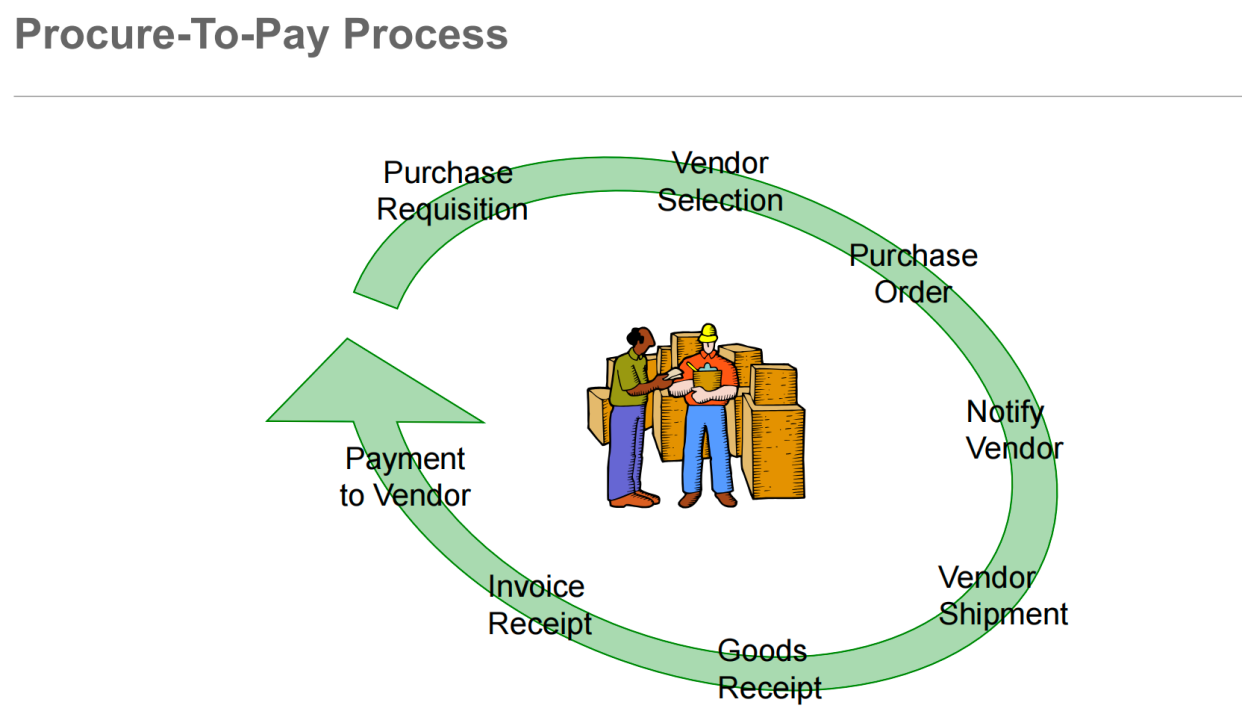 Procure-To-Pay Process
Purchase
Requisition
Vendor
Selection
Purchase
Order
Notify
Vendor
Vendor
Shipment
Goods
Receipt
Invoice
Receipt
Payment
to Vendor